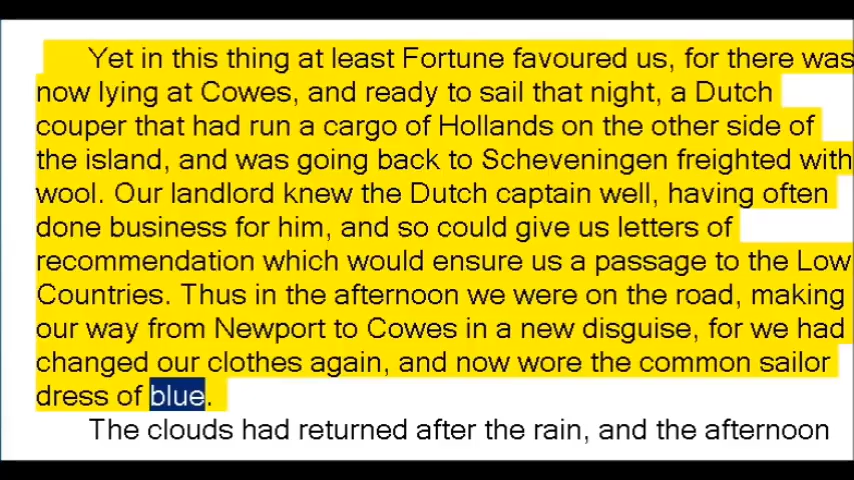 Yet in this thing at least Fortune favoured us, for there was
now lying at Cowes, and ready to sail that night, a Dutch
couper that had run a cargo of Hollands on the other side of
the island, and was going back to Scheveningen freighted with
wool. Our landlord knew the Dutch captain well, having often
done business for him, and so could give us letters of
recommendation which would ensure us a passage to the Low
Countries. Thus in the afternoon we were on the road, making
our way from Newport to Cowes in a new disguise, for we had
changed our clothes again, and now wore the common sailor
dress of blue.
The clouds had returned after the rain, and the afternoon